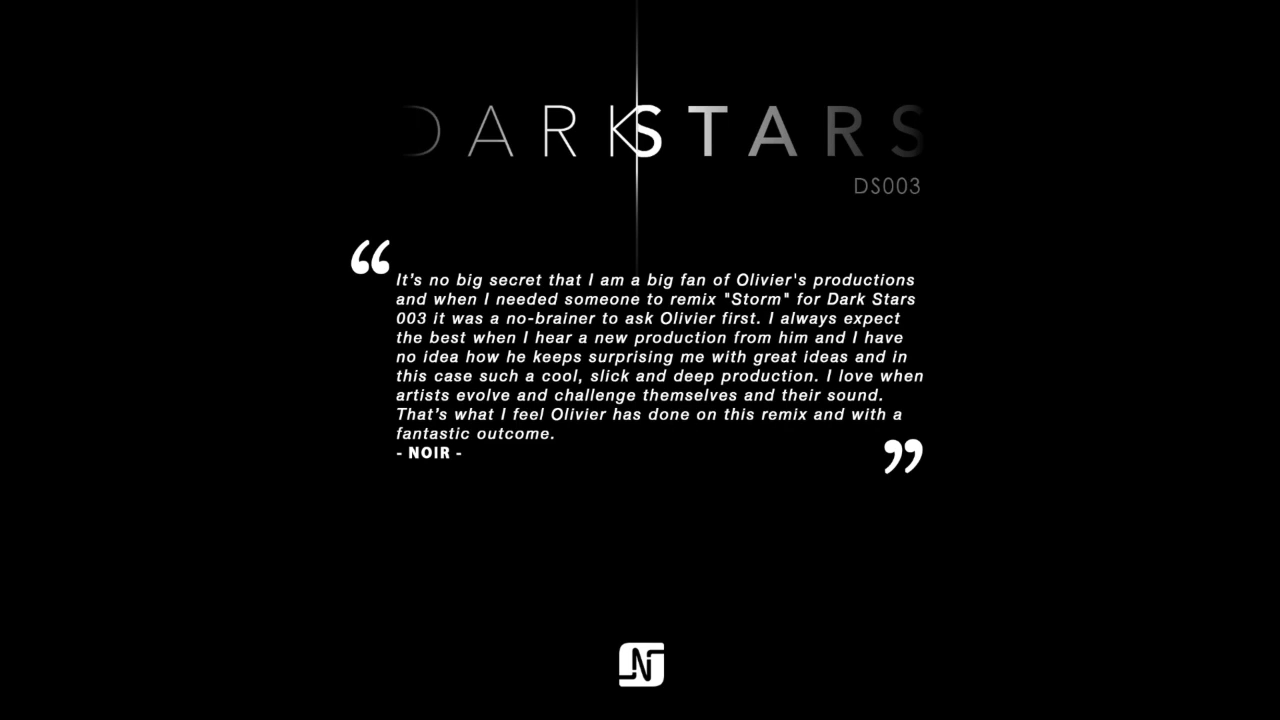 DARKSTARS
DS003
“
It’s no big secret that I am a big fan of Olivier's productions
and when I needed someone to remix "Storm" for Dark Stars
003 it was a no-brainer to ask Olivier first. I always expect
the best when I hear a new production from him and I have
no idea how he keeps surprising me with great ideas and in
this case such a cool, slick and deep production. I love when
artists evolve and challenge themselves and their sound.
That’s what I feel Olivier has done on this remix and with a
fantastic outcome.
- NOIR -
”
N